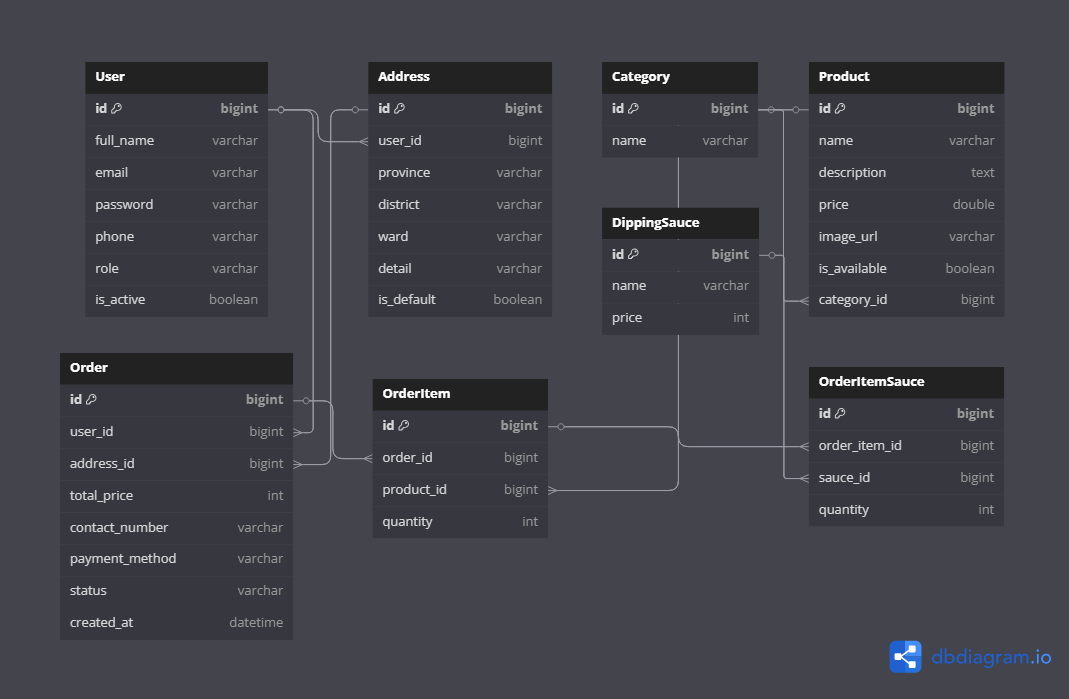 User
id bigint
full_name varchar
email varchar
password varchar
phone varchar
role varchar
is_active boolean
Address
id bigint
user_id bigint
province varchar
district varchar
ward varchar
detail varchar
is_default boolean
Category
id bigint
name varchar
Product
id bigint
name varchar
description text
price double
image_url varchar
is_available boolean
category_id bigint
DippingSauce
id bigint
name varchar
price int
Order
id bigint
user_id bigint
address_id bigint
total_price int
contact_number varchar
payment_method varchar
status varchar
created_at datetime
OrderItem
id bigint
order_id bigint
product_id bigint
quantity int
OrderItemSauce
id bigint
order_item_id bigint
sauce_id bigint
quantity int
dbdiagram.io